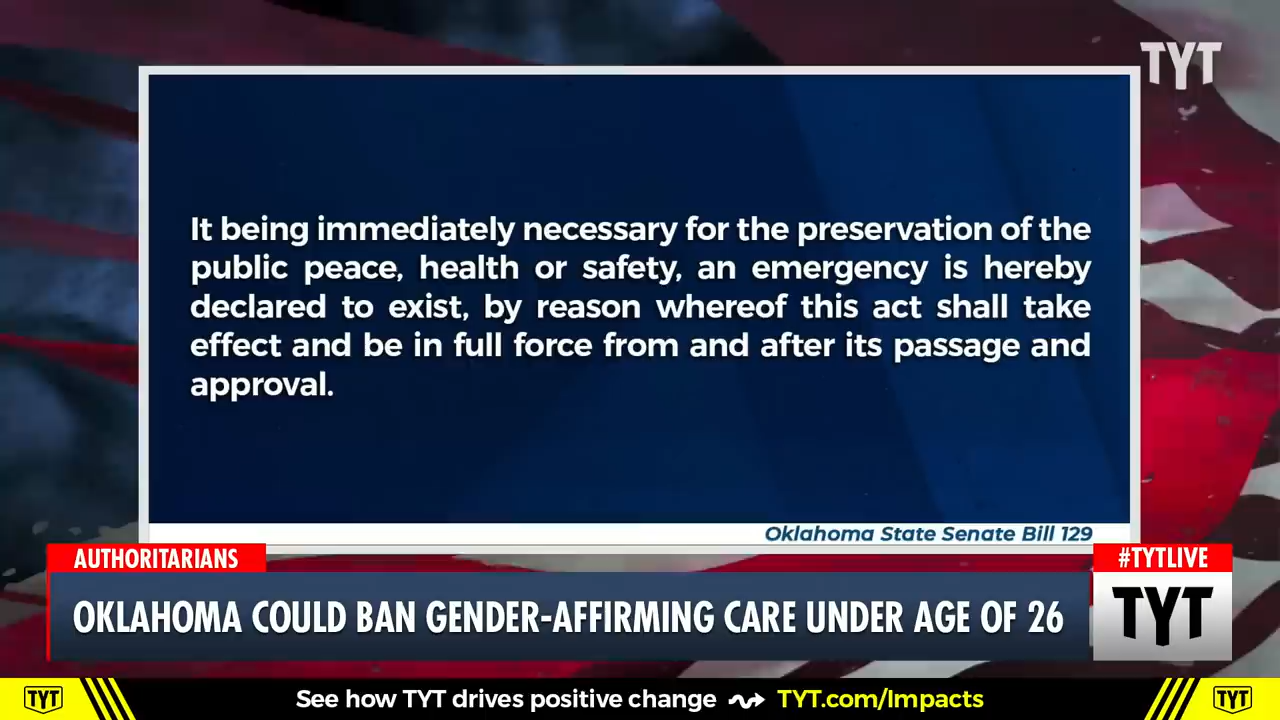 TYT
It being immediately necessary for the preservation of the
public peace, health or safety, an emergency is hereby
declared to exist, by reason whereof this act shall take
effect and be in full force from and after its passage and
approval.
Oklahoma State Senate Bill 129
AUTHORITARIANS
#TYTLIVE
OKLAHOMA COULD BAN GENDER-AFFIRMING CARE UNDER AGE OF 26
TYT
TYT
See how TYT drives positive change TYT.com/Impacts
TYT